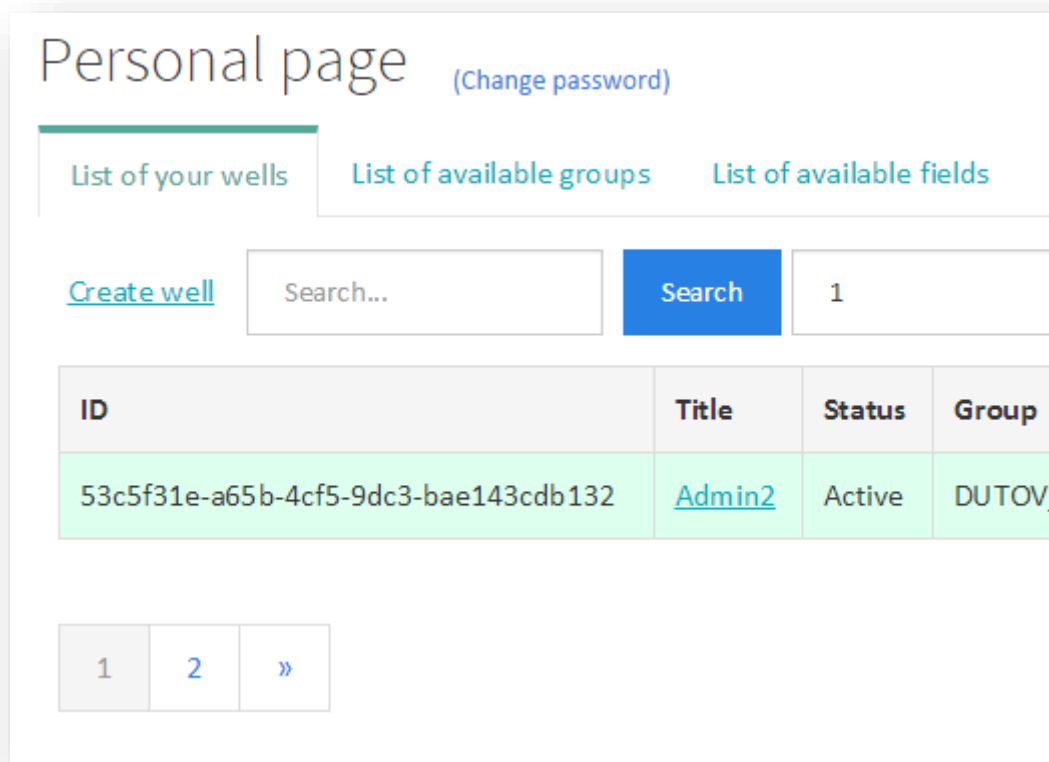 Personal page (Change password)
List of your wells List of available groups List of available fields
Create well Search... Search 1
ID Title Status Group
53c5f31e-a65b-4cf5-9dc3-bae143cdb132 Admin2 Active DUTOV_
1 2 »